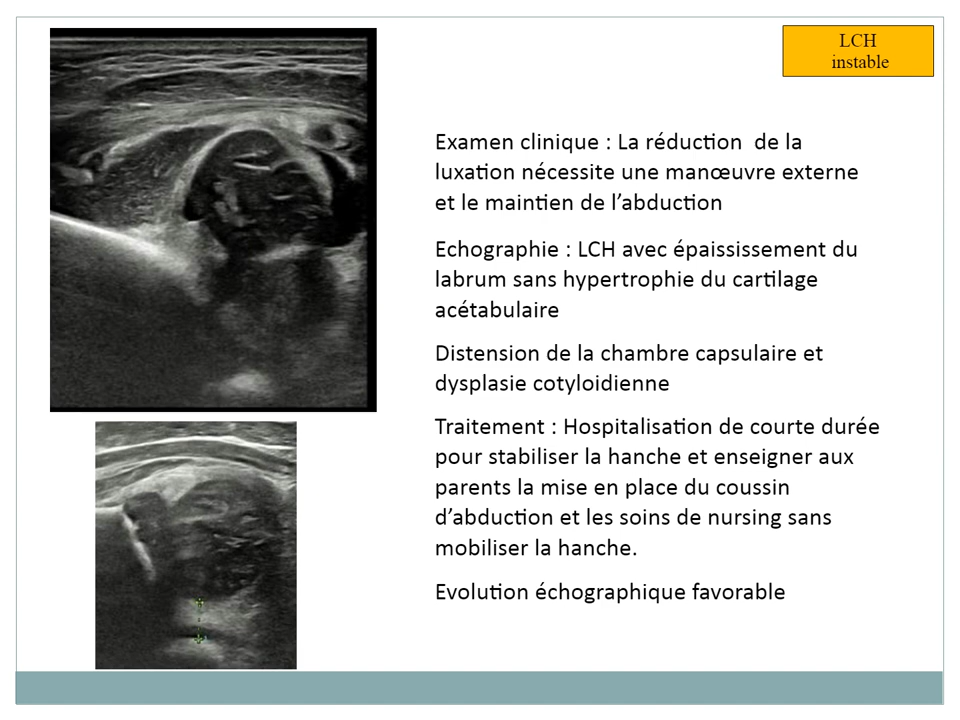 LCH
instable
Examen clinique : La réduction  de la
luxation nécessite une manœuvre externe
et le maintien de l’abduction
Echographie : LCH avec épaississement du
labrum sans hypertrophie du cartilage
acétabulaire
Distension de la chambre capsulaire et
dysplasie cotyloidienne
Traitement : Hospitalisation de courte durée
pour stabiliser la hanche et enseigner aux
parents la mise en place du coussin
d’abduction et les soins de nursing sans
mobiliser la hanche.
Evolution échographique favorable